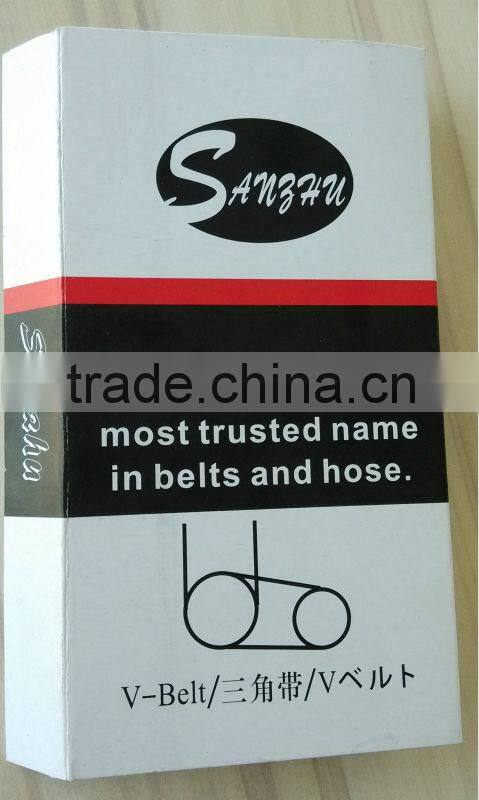 SANZHU
trade.china.cn
most trusted name
in belts and hose.
V-Belt/三角带/Vベルト